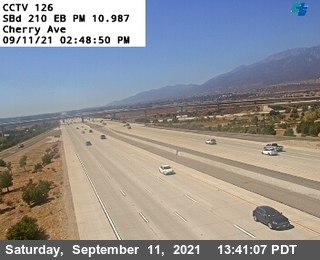 CCTV 126
SBd 210 EB PM 10.987
Cherry Ave
09/11/21 02:48:50 PM
Saturday, September 11, 2021 13:41:07 PDT